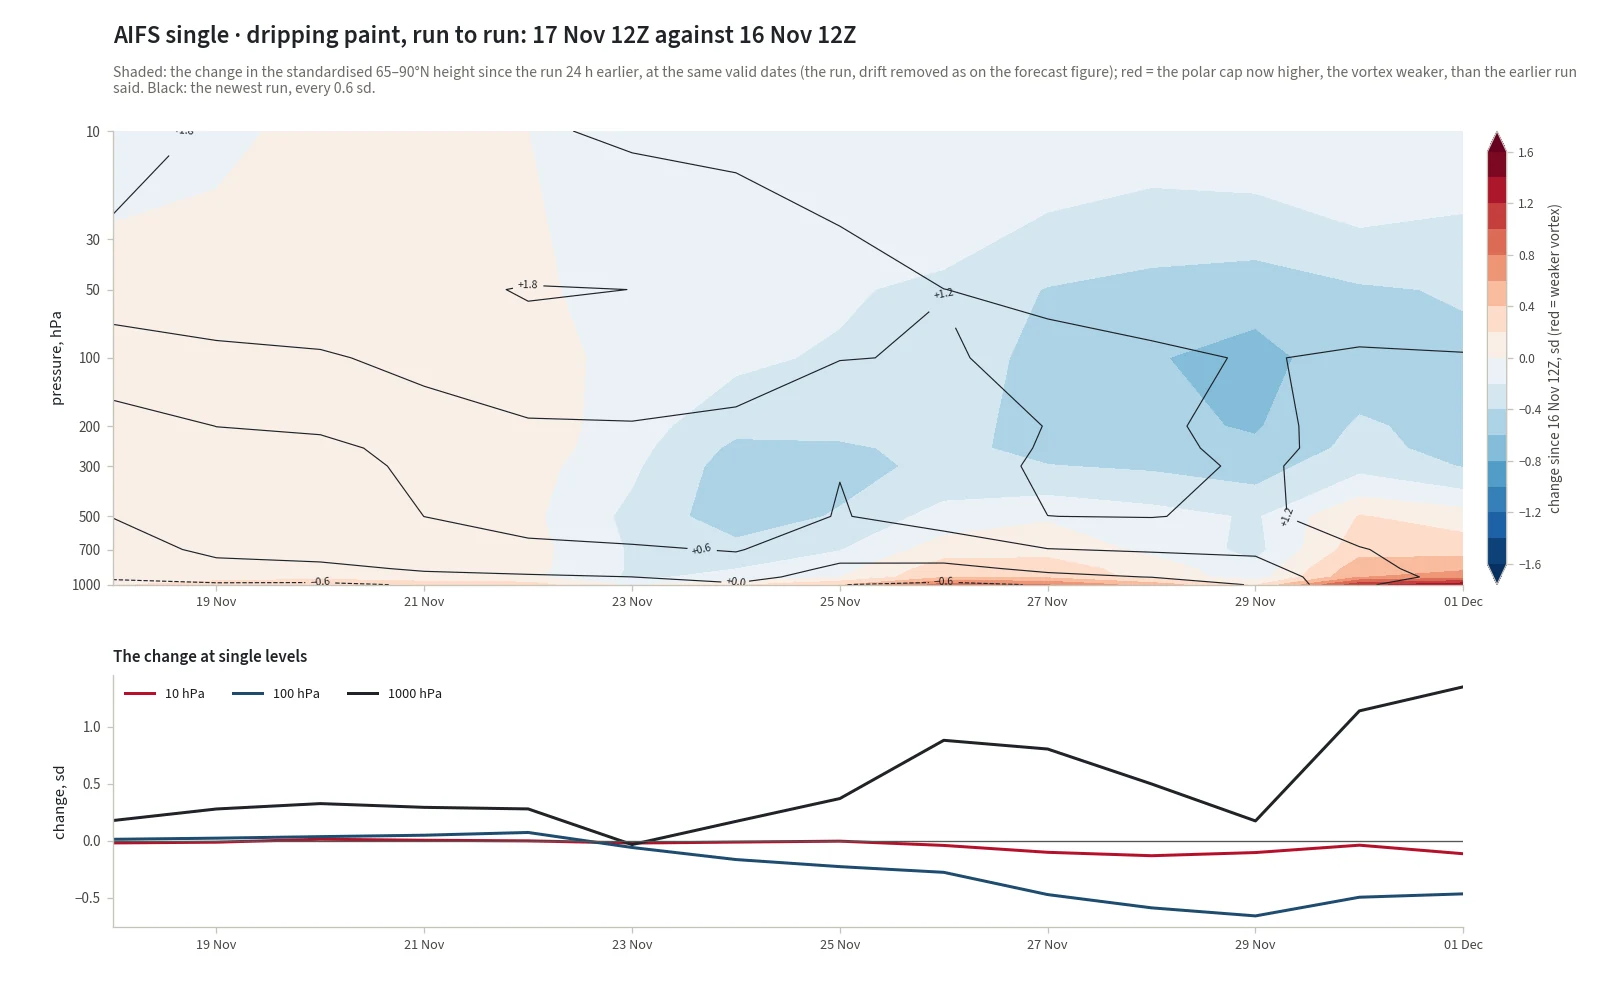 AIFS single · dripping paint, run to run: 17 Nov 12Z against 16 Nov 12Z
Shaded: the change in the standardised 65–90°N height since the run 24 h earlier, at the same valid dates (the run, drift removed as on the forecast figure); red = the polar cap now higher, the vortex weaker, than the earlier run
said. Black: the newest run, every 0.6 sd.
10
30
50
100
200
300
500
700
1000
pressure, hPa
+1.8
+1.2
+1.2
+0.6
+0.0
-0.6
-0.6
19 Nov
21 Nov
23 Nov
25 Nov
27 Nov
29 Nov
01 Dec
1.6
1.2
0.8
0.4
0.0
−0.4
−0.8
−1.2
−1.6
change since 16 Nov 12Z, sd (red = weaker vortex)
The change at single levels
10 hPa
100 hPa
1000 hPa
1.0
0.5
0.0
−0.5
change, sd
19 Nov
21 Nov
23 Nov
25 Nov
27 Nov
29 Nov
01 Dec